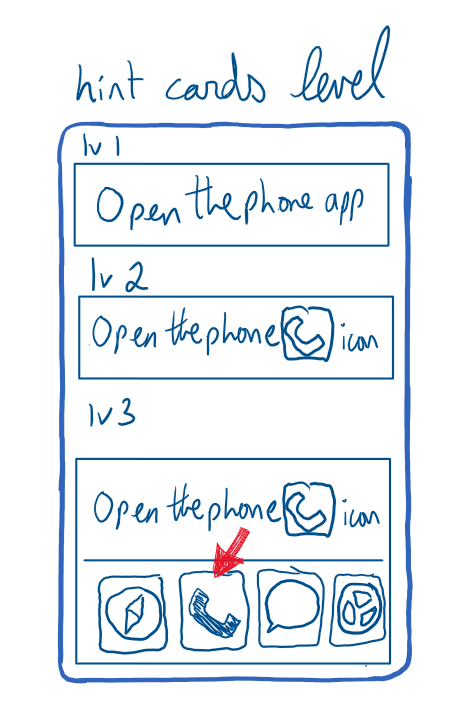 hint cards level
lv 1
Open the phone app
lv 2
Open the phone icon
lv 3
Open the phone icon